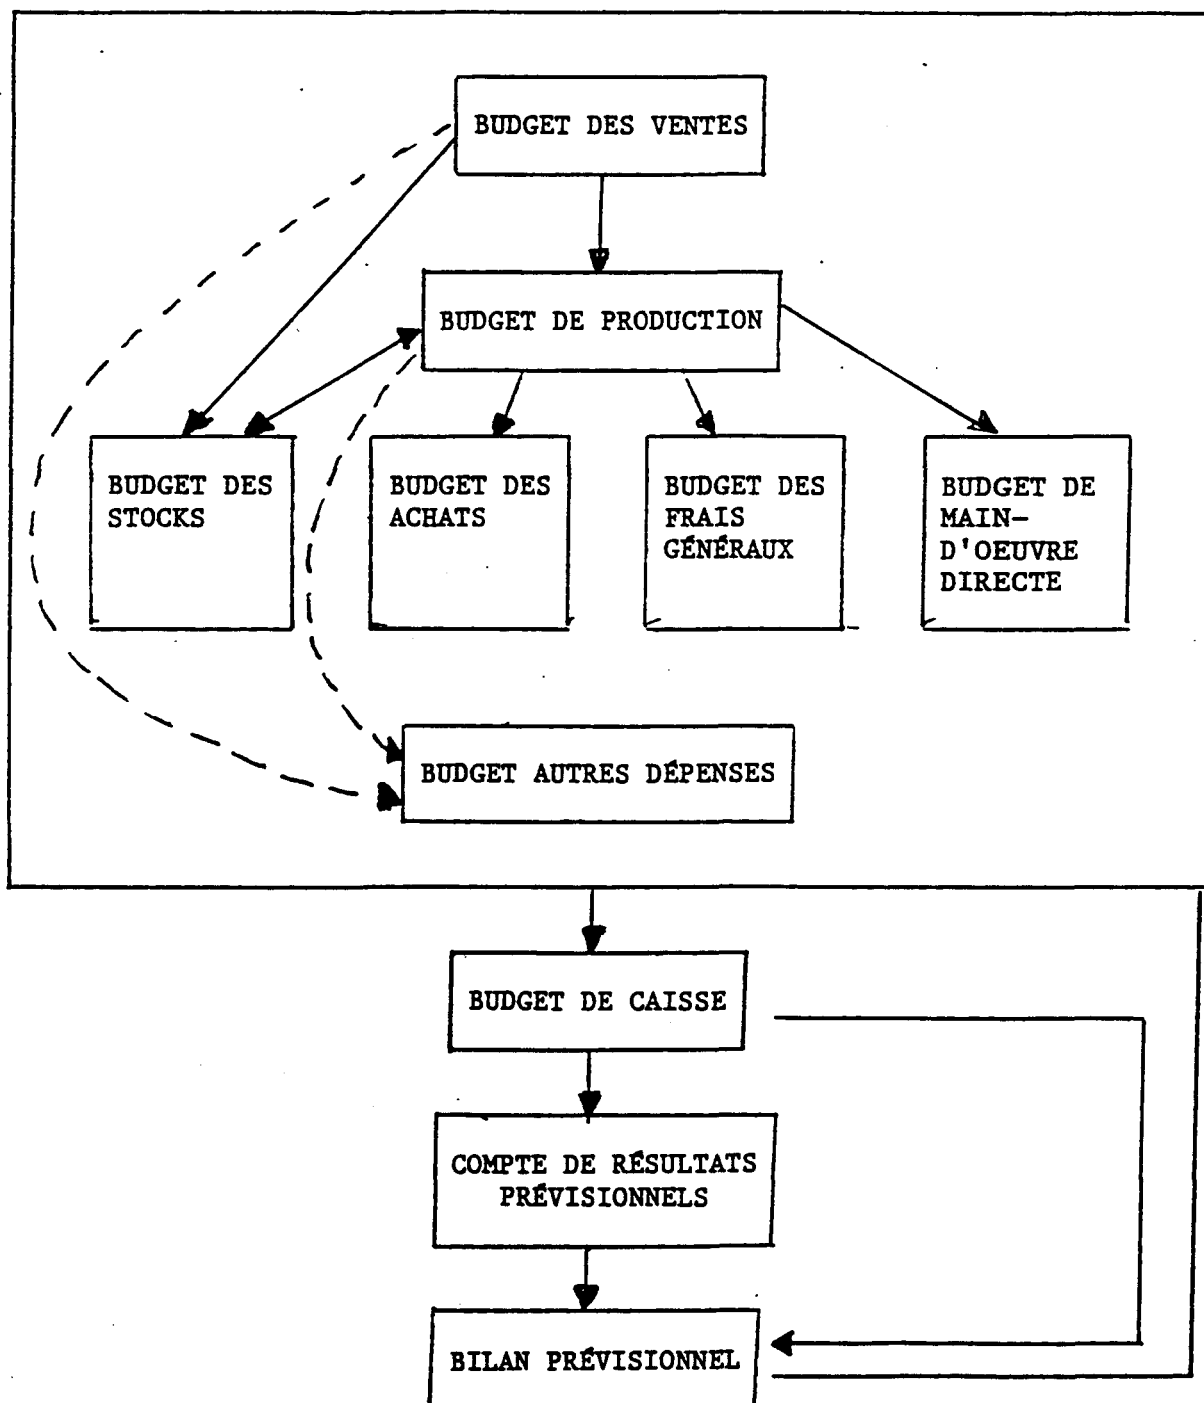 BUDGET DES VENTES
BUDGET DE PRODUCTION
BUDGET DES
STOCKS
BUDGET DES
ACHATS
BUDGET DES
FRAIS
GÉNÉRAUX
BUDGET DE
MAIN-
D'OEUVRE
DIRECTE
BUDGET AUTRES DÉPENSES
BUDGET DE CAISSE
COMPTE DE RÉSULTATS
PRÉVISIONNELS
BILAN PRÉVISIONNEL